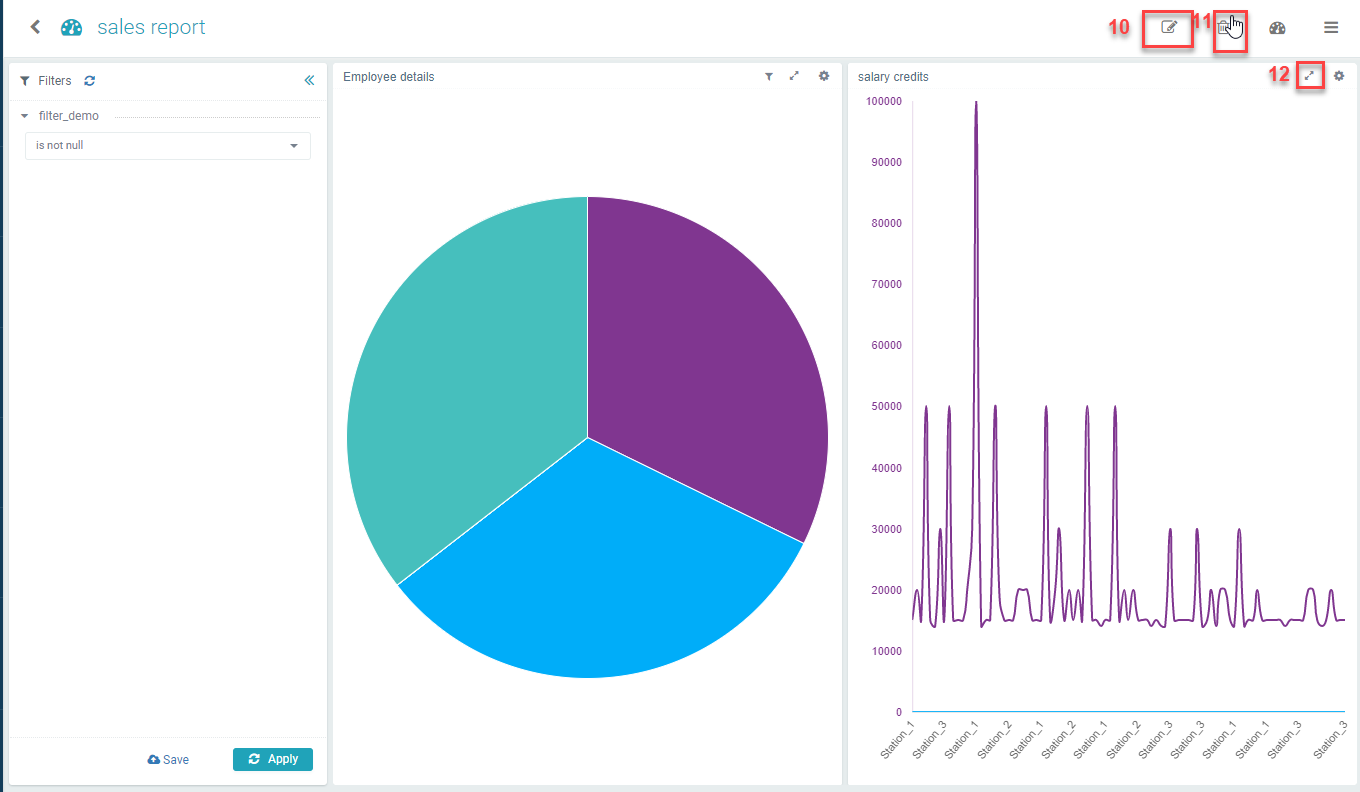 sales report
10
11
Filters
filter_demo
is not null
Save
Apply
Employee details
salary credits
12
100000
90000
80000
70000
60000
50000
40000
30000
20000
10000
0
Station_1
Station_3
Station_1
Station_2
Station_1
Station_2
Station_1
Station_2
Station_3
Station_3
Station_1
Station_1
Station_3
Station_3